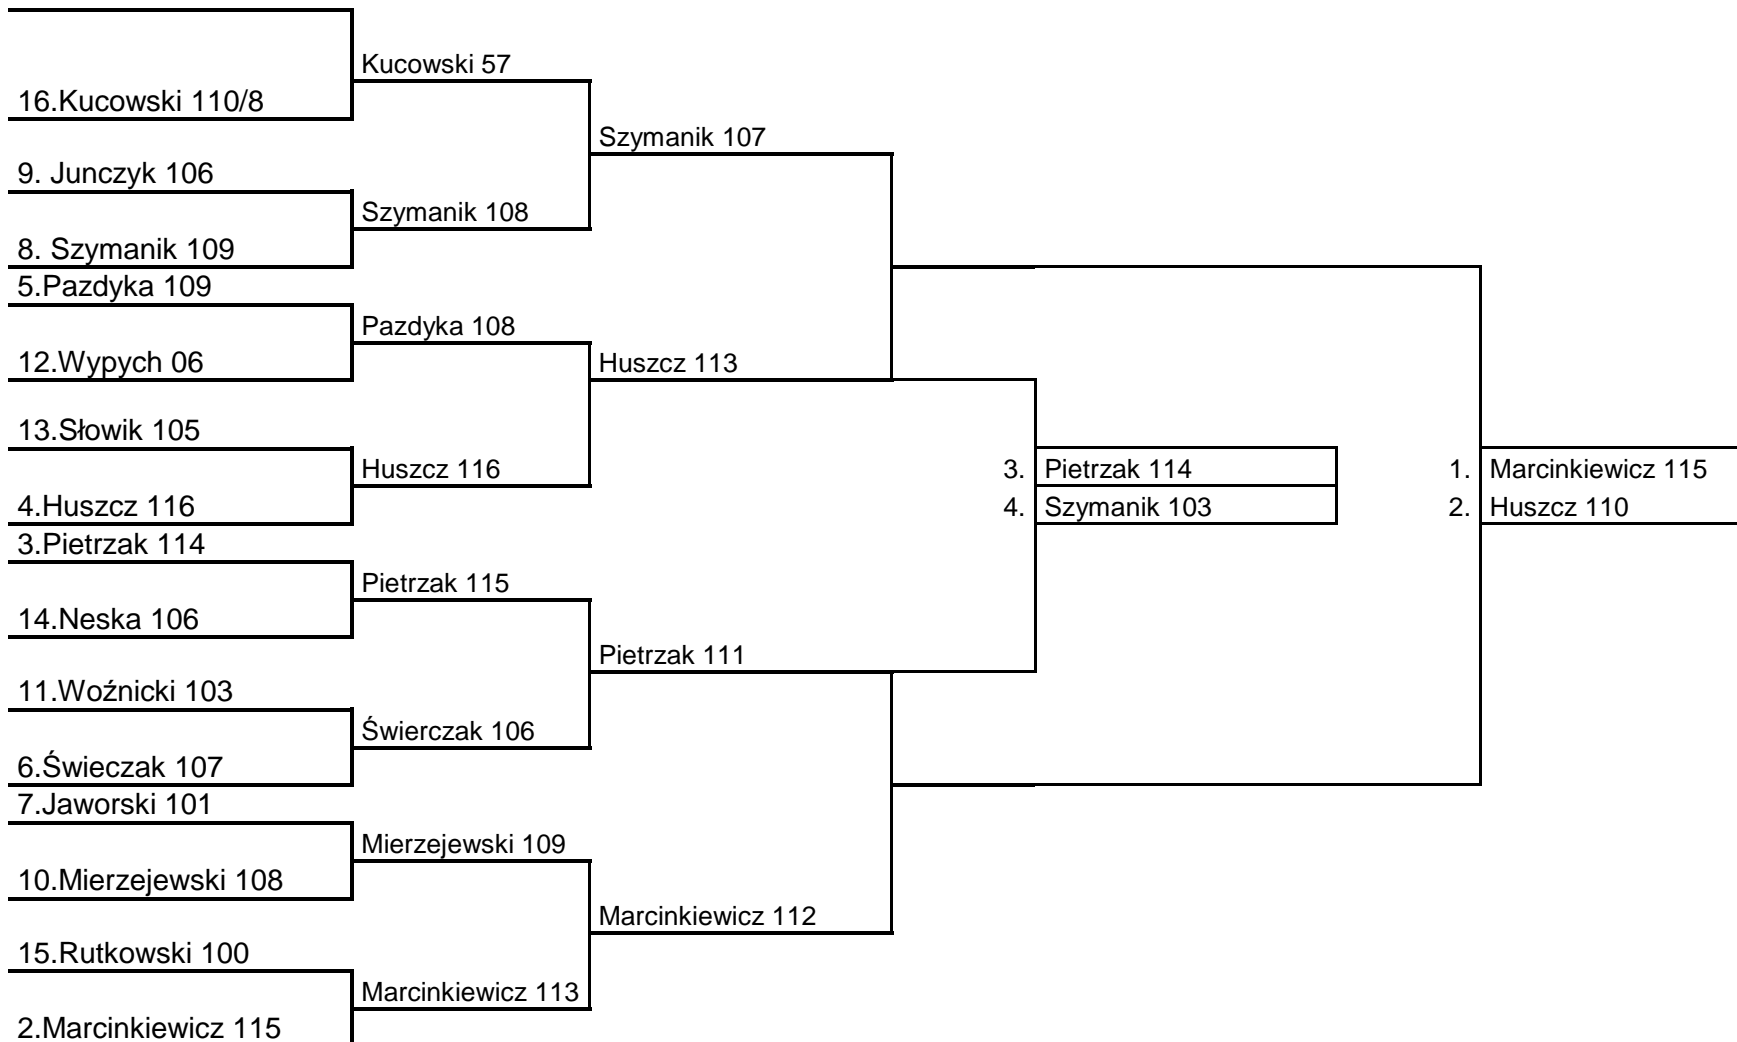 Kucowski 57
16.Kucowski 110/8
Szymanik 107
9. Junczyk 106
Szymanik 108
8. Szymanik 109
5.Pazdyka 109
Pazdyka 108
12.Wypych 06
Huszcz 113
13.Słowik 105
Huszcz 116
3. Pietrzak 114
1. Marcinkiewicz 115
4.Huszcz 116
4. Szymanik 103
2. Huszcz 110
3.Pietrzak 114
Pietrzak 115
14.Neska 106
Pietrzak 111
11.Woźnicki 103
Świerczak 106
6.Świeczak 107
7.Jaworski 101
Mierzejewski 109
10.Mierzejewski 108
Marcinkiewicz 112
15.Rutkowski 100
Marcinkiewicz 113
2.Marcinkiewicz 115